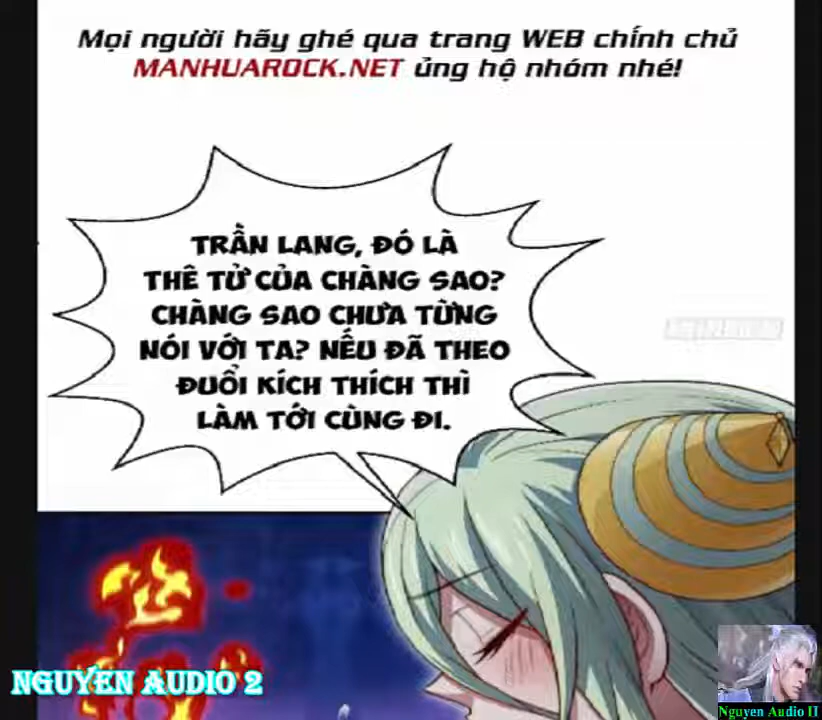 Mọi người hãy ghé qua trang WEB chính chủ
MANHUAROCK.NET ủng hộ nhóm nhé!
TRẦN LANG, ĐÓ LÀ
THÊ TỬ CỦA CHÀNG SAO?
CHÀNG SAO CHƯA TỪNG
NÓI VỚI TA? NẾU ĐÃ THEO
ĐUỔI KÍCH THÍCH THÌ
LÀM TỚI CÙNG ĐI.
NGUYEN AUDIO 2
Nguyen Audio II